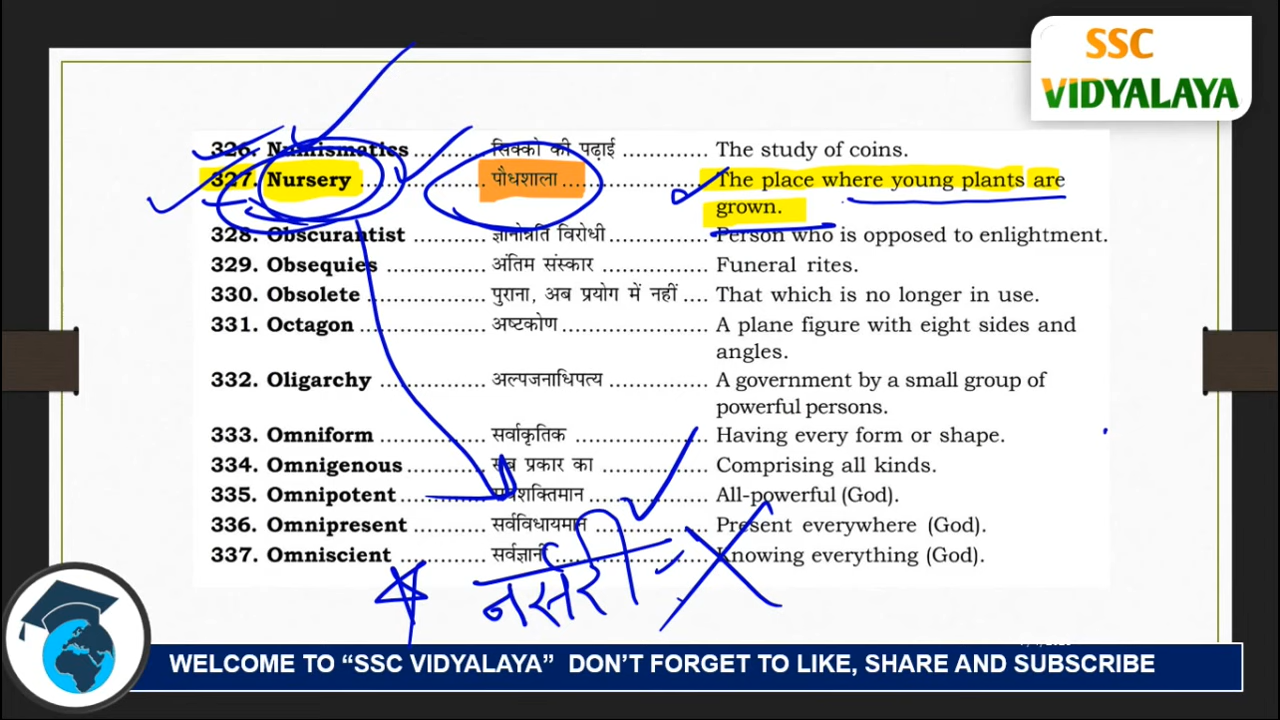 SSC
VIDYALAYA
326. Numismatics .......... सिक्को की पढ़ाई ............ The study of coins.
327. Nursery ................. पौधशाला ..................... The place where young plants are
grown.
328. Obscurantist .......... ज्ञानोन्नति विरोधी .............. Person who is opposed to enlightment.
329. Obsequies .............. अंतिम संस्कार ................ Funeral rites.
330. Obsolete ................ पुराना, अब प्रयोग में नहीं .... That which is no longer in use.
331. Octagon ................. अष्टकोण ..................... A plane figure with eight sides and
angles.
332. Oligarchy ............... अल्पजनाधिपत्य ............... A government by a small group of
powerful persons.
333. Omniform ............... सर्वाकृतिक .................... Having every form or shape.
334. Omnigenous ........... सब प्रकार का ................ Comprising all kinds.
335. Omnipotent ............ सर्वशक्तिमान .................. All-powerful (God).
336. Omnipresent .......... सर्वविधायमान ................. Present everywhere (God).
337. Omniscient ............ सर्वज्ञानी ...................... Knowing everything (God).
नर्सरी
WELCOME TO “SSC VIDYALAYA” DON’T FORGET TO LIKE, SHARE AND SUBSCRIBE